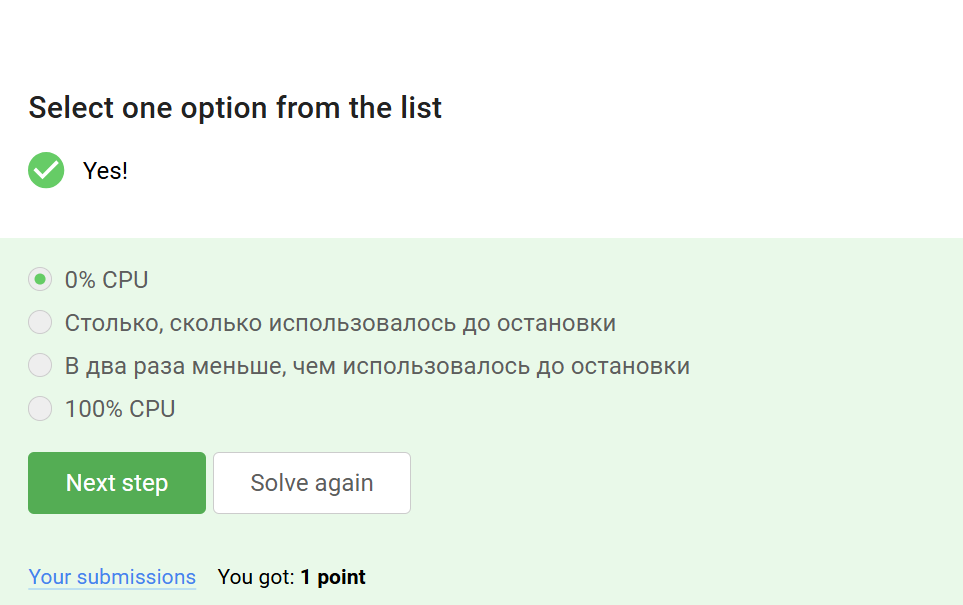 Select one option from the list
Yes!
0% CPU
Столько, сколько использовалось до остановки
В два раза меньше, чем использовалось до остановки
100% CPU
Next step Solve again
Your submissions You got: 1 point